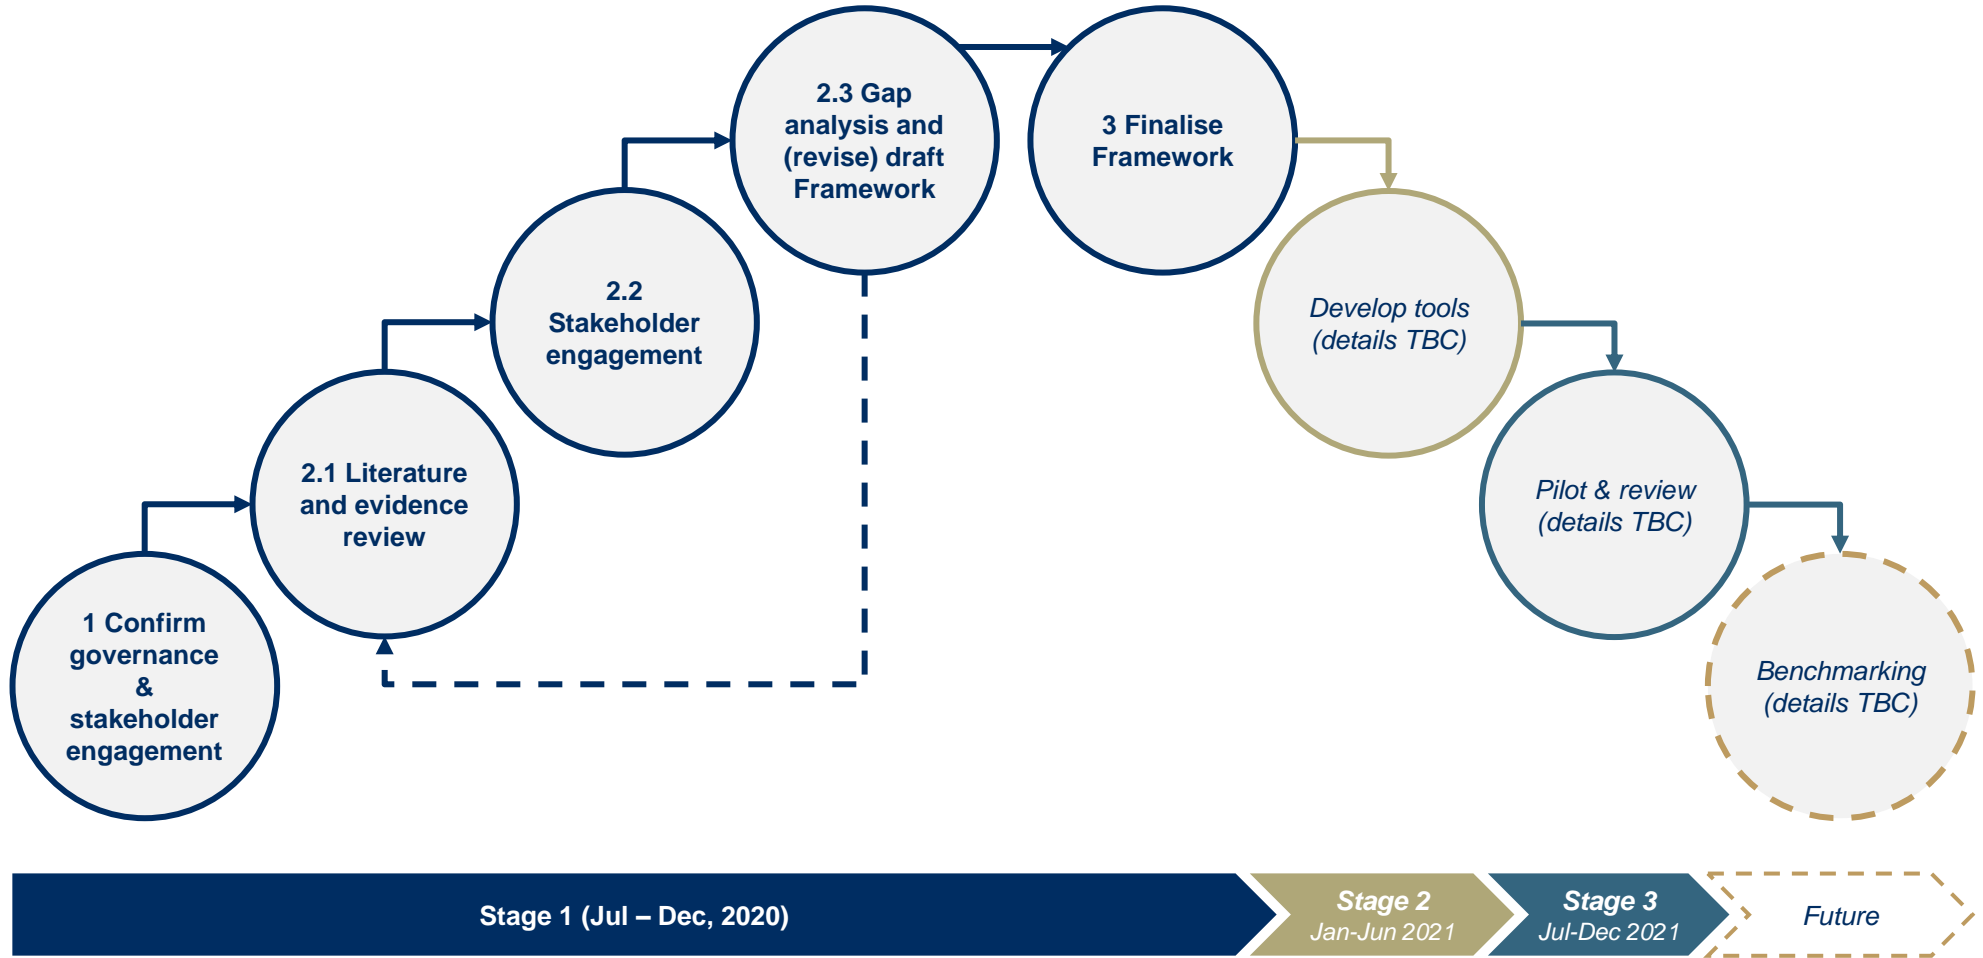 1 Confirm
governance
&
stakeholder
engagement
2.1 Literature
and evidence
review
2.2
Stakeholder
engagement
2.3 Gap
analysis and
(revise) draft
Framework
3 Finalise
Framework
Develop tools
(details TBC)
Pilot & review
(details TBC)
Benchmarking
(details TBC)
Stage 1 (Jul – Dec, 2020)
Stage 2
Jan-Jun 2021
Stage 3
Jul-Dec 2021
Future